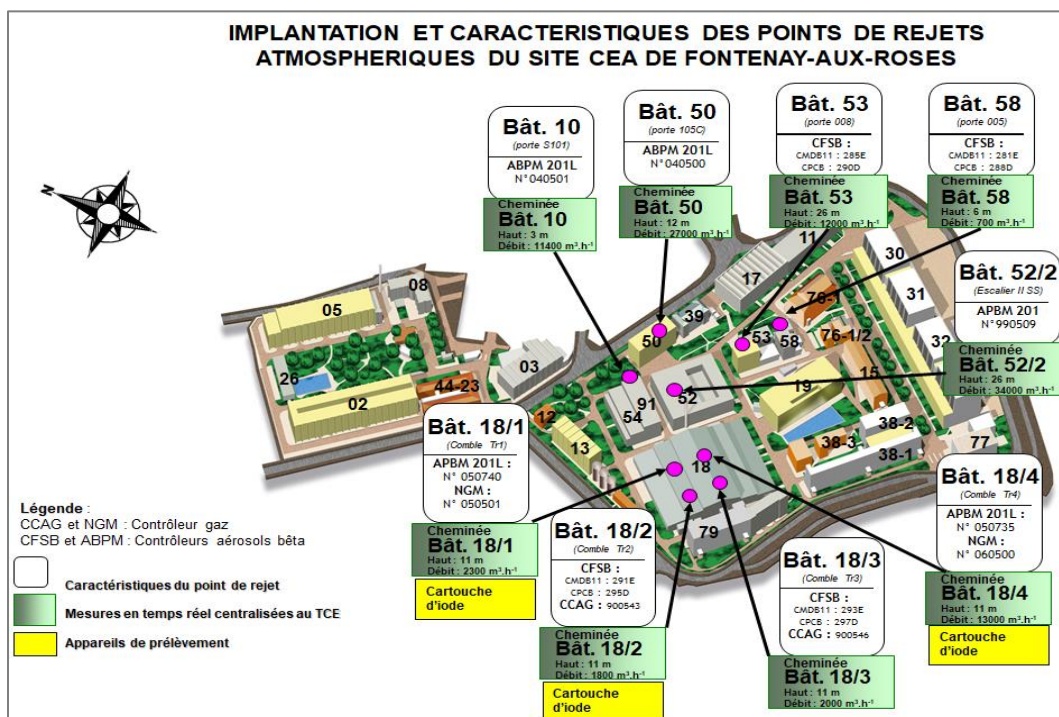 IMPLANTATION ET CARACTERISTIQUES DES POINTS DE REJETS
ATMOSPHERIQUES DU SITE CEA DE FONTENAY-AUX-ROSES
N
Bât. 10
(porte S101)
ABPM 201L
N°040501
Cheminée
Bât. 10
Haut : 3 m
Débit : 11400 m³.h⁻¹
Bât. 50
(porte 105C)
ABPM 201L
N°040500
Cheminée
Bât. 50
Haut : 12 m
Débit : 27000 m³.h⁻¹
Bât. 53
(porte 008)
CFSB :
CMDB11 : 285E
CPCB : 290D
Cheminée
Bât. 53
Haut : 26 m
Débit : 12000 m³.h⁻¹
Bât. 58
(porte 005)
CFSB :
CMDB11 : 281E
CPCB : 288D
Cheminée
Bât. 58
Haut : 6 m
Débit : 700 m³.h⁻¹
Bât. 52/2
(Escalier II SS)
APBM 201
N°990509
Cheminée
Bât. 52/2
Haut : 26 m
Débit : 34000 m³.h⁻¹
05
08
26
02
44-23
03
12
13
54
91
50
39
17
11
53
58
52
76-1
76-1/2
30
31
32
19
15
38-2
38-3
38-1
77
18
79
Bât. 18/1
(Comble Tr1)
APBM 201L :
N° 050740
NGM :
N° 050501
Cheminée
Bât. 18/1
Haut : 11 m
Débit : 2300 m³.h⁻¹
Cartouche
d'iode
Bât. 18/2
(Comble Tr2)
CFSB :
CMDB11 : 291E
CPCB : 295D
CCAG : 900543
Cheminée
Bât. 18/2
Haut : 11 m
Débit : 1800 m³.h⁻¹
Cartouche
d'iode
Bât. 18/3
(Comble Tr3)
CFSB :
CMDB11 : 293E
CPCB : 297D
CCAG : 900546
Cheminée
Bât. 18/3
Haut : 11 m
Débit : 2000 m³.h⁻¹
Bât. 18/4
(Comble Tr4)
APBM 201L :
N° 050735
NGM :
N° 060500
Cheminée
Bât. 18/4
Haut : 11 m
Débit : 13000 m³.h⁻¹
Cartouche
d'iode
Légende :
CCAG et NGM : Contrôleur gaz
CFSB et ABPM : Contrôleurs aérosols bêta
Caractéristiques du point de rejet
Mesures en temps réel centralisées au TCE
Appareils de prélèvement